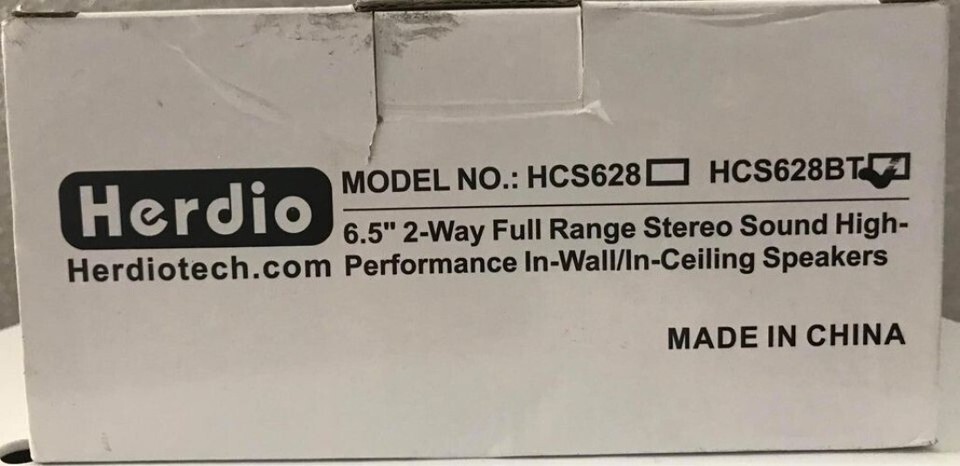 Herdio
Herdiotech.com
MODEL NO.: HCS628 ☐ HCS628BT ☑
6.5" 2-Way Full Range Stereo Sound High-
Performance In-Wall/In-Ceiling Speakers
MADE IN CHINA